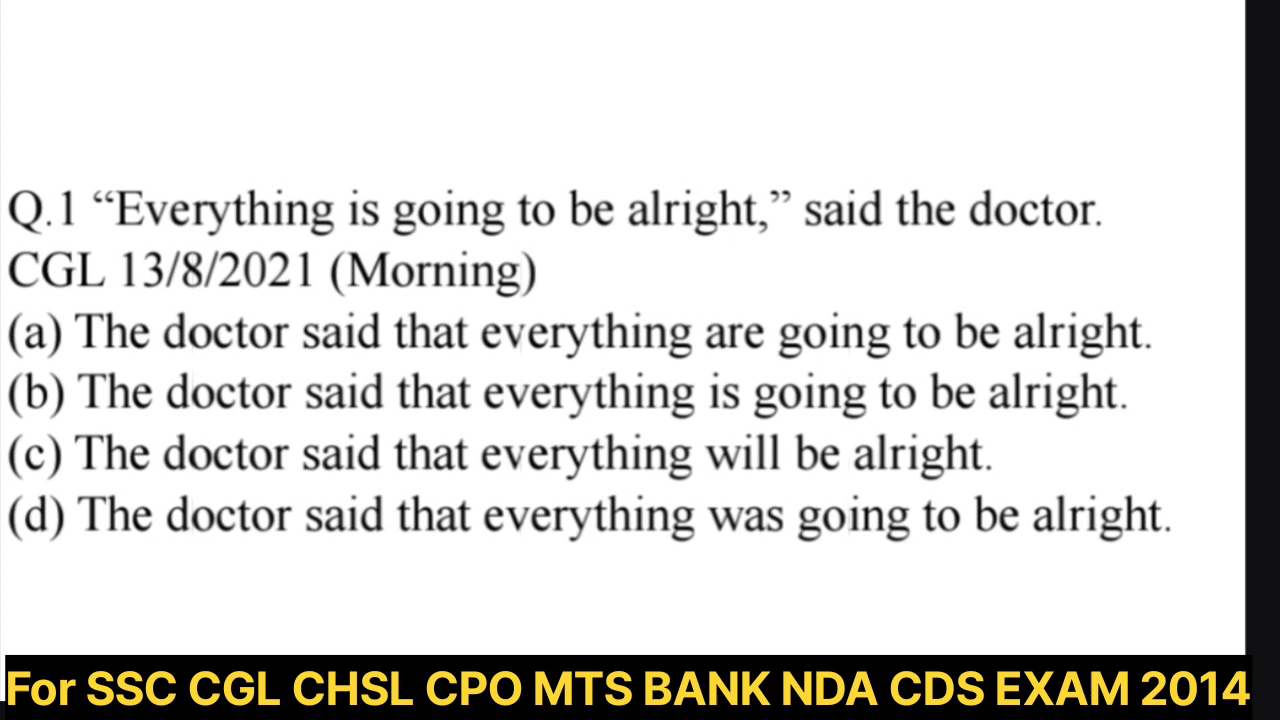 Q.1 “Everything is going to be alright,” said the doctor.
CGL 13/8/2021 (Morning)
(a) The doctor said that everything are going to be alright.
(b) The doctor said that everything is going to be alright.
(c) The doctor said that everything will be alright.
(d) The doctor said that everything was going to be alright.
For SSC CGL CHSL CPO MTS BANK NDA CDS EXAM 2014